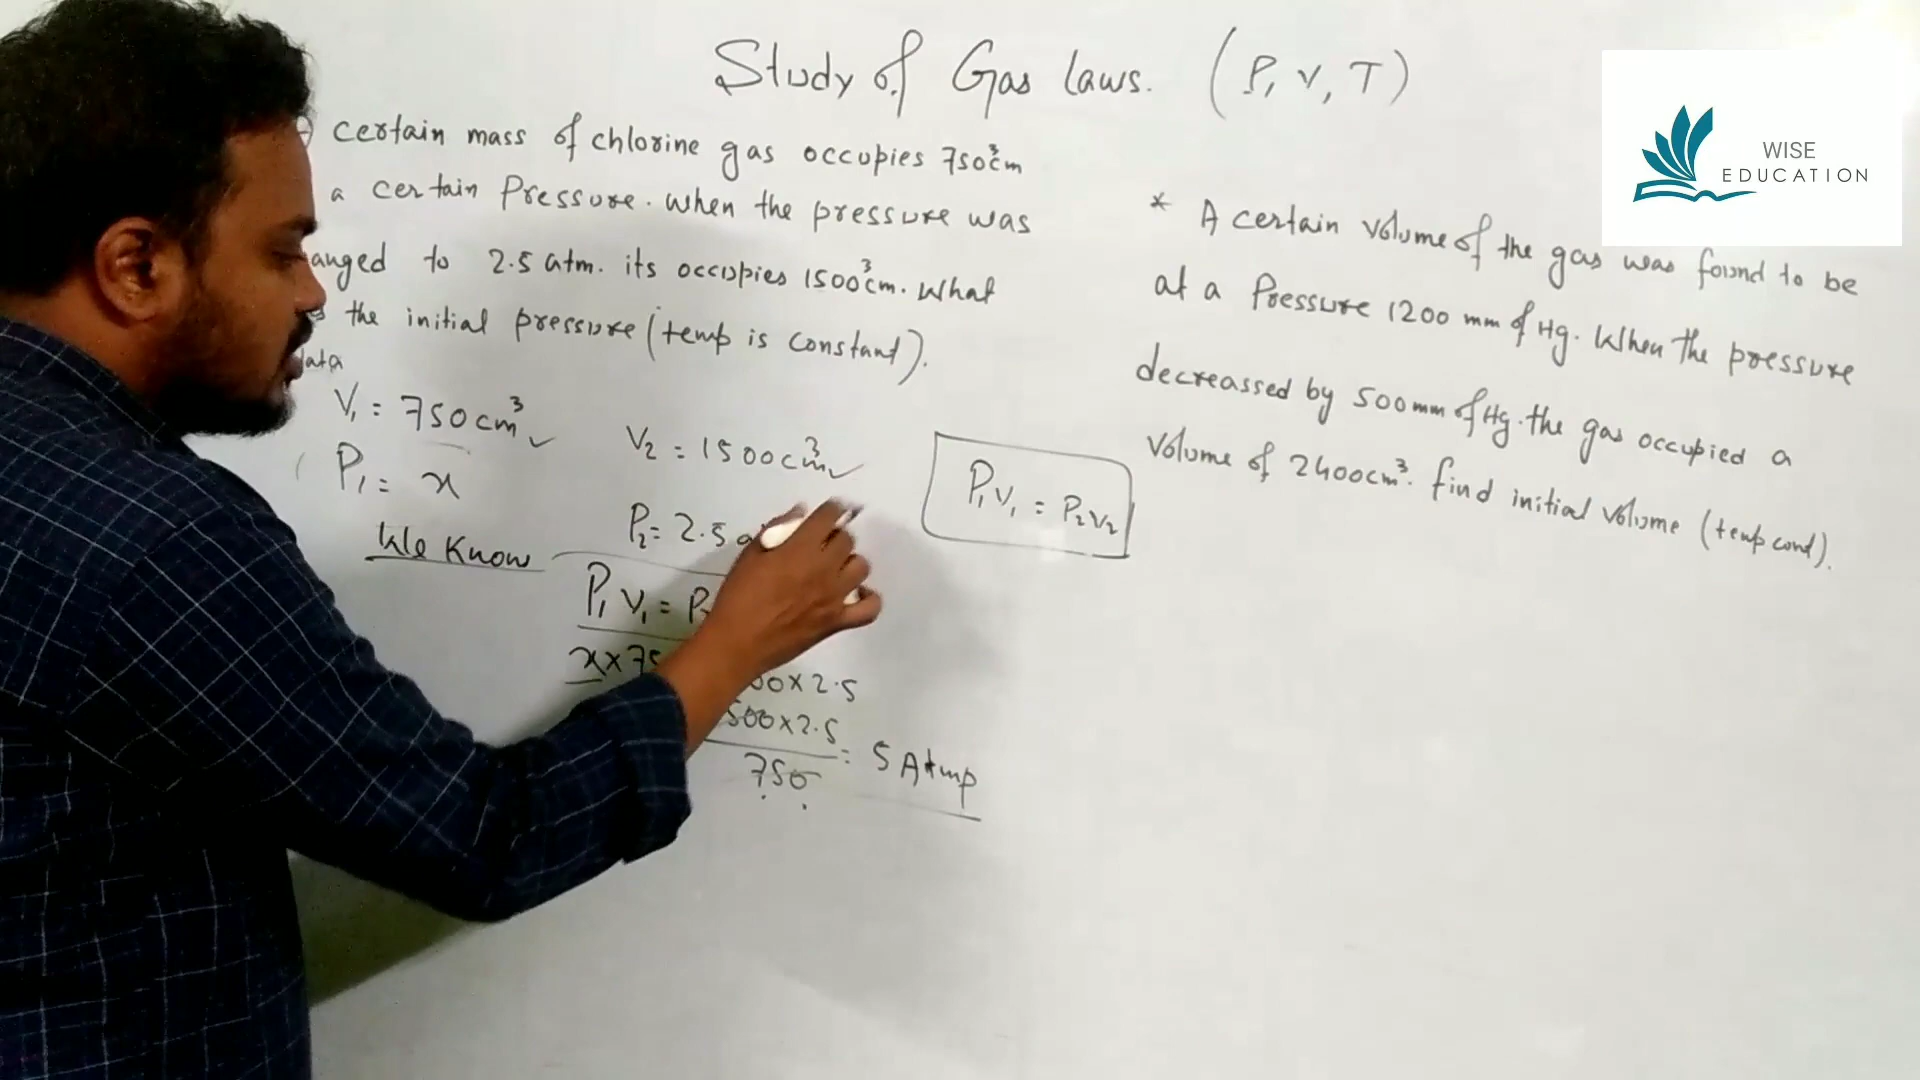 Study of Gas laws. (P, V, T)
certain mass of chlorine gas occupies 750cm³
a certain Pressure. When the pressure was
anged to 2.5 atm. its occupies 1500cm³. What
the initial pressure (temp is constant).
data
V₁ = 750cm³
P₁ = x
V₂ = 1500cm³
P₂ = 2.5
We Know
P₁V₁ = P₂
x × 75
00 × 2.5
500 × 2.5
750
= 5 Atmp
P₁V₁ = P₂V₂
* A certain volume of the gas was found to be
at a Pressure 1200 mm of Hg. When the pressure
decreassed by 500mm of Hg. the gas occupied a
volume of 2400cm³. find initial volume (temp cond).
WISE
EDUCATION